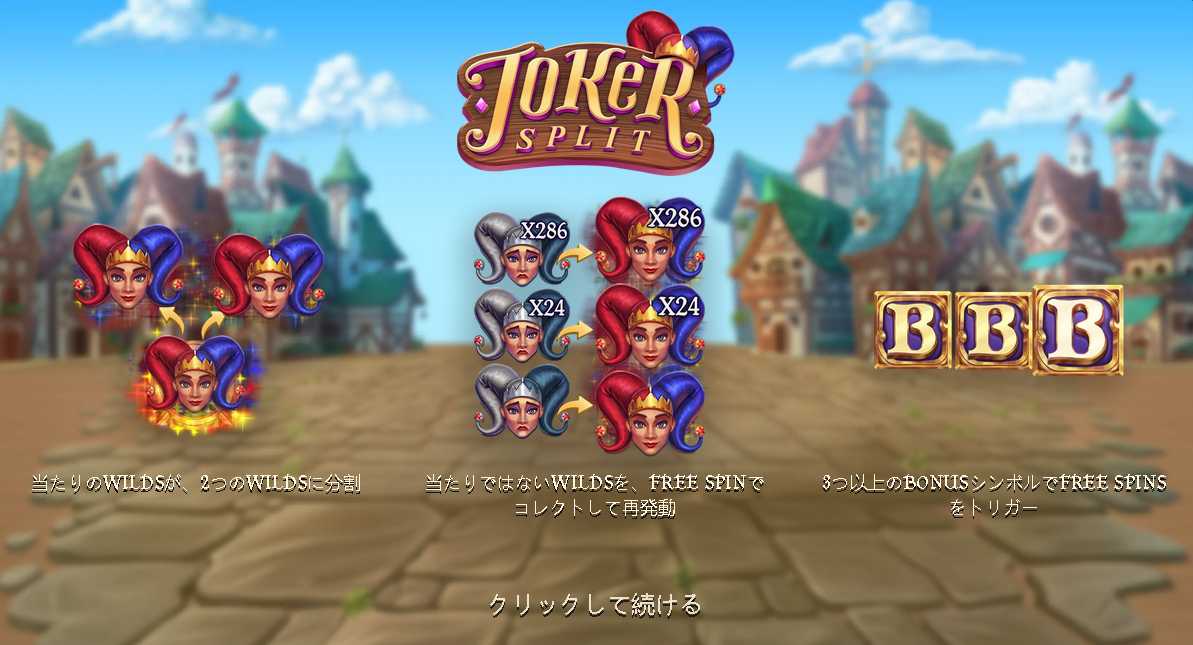 JOKER
SPLIT
X286
X286
X24
X24
B B B
当たりのWILDSが、2つのWILDSに分割
当たりではないWILDSを、FREE SPINで
コレクトして再発動
3つ以上のBONUSシンボルでFREE SPINS
をトリガー
クリックして続ける